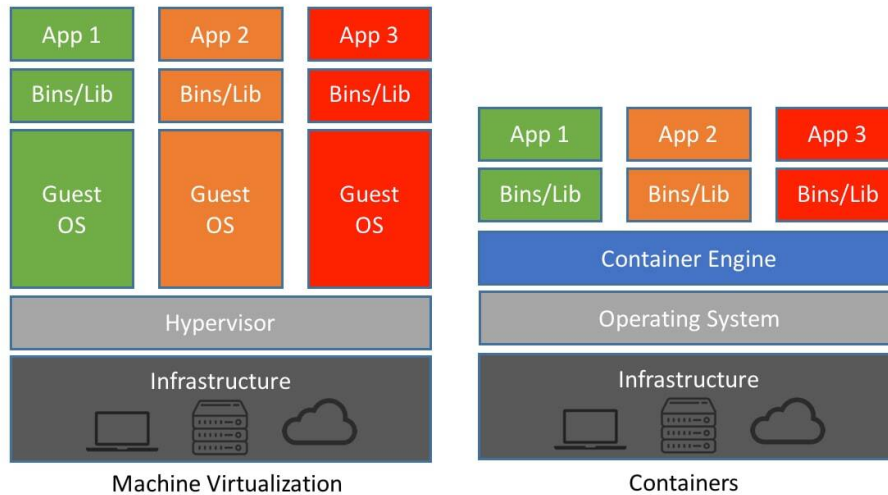 App 1
App 2
App 3
Bins/Lib
Bins/Lib
Bins/Lib
Guest
OS
Guest
OS
Guest
OS
Hypervisor
Infrastructure
Machine Virtualization
App 1
App 2
App 3
Bins/Lib
Bins/Lib
Bins/Lib
Container Engine
Operating System
Infrastructure
Containers